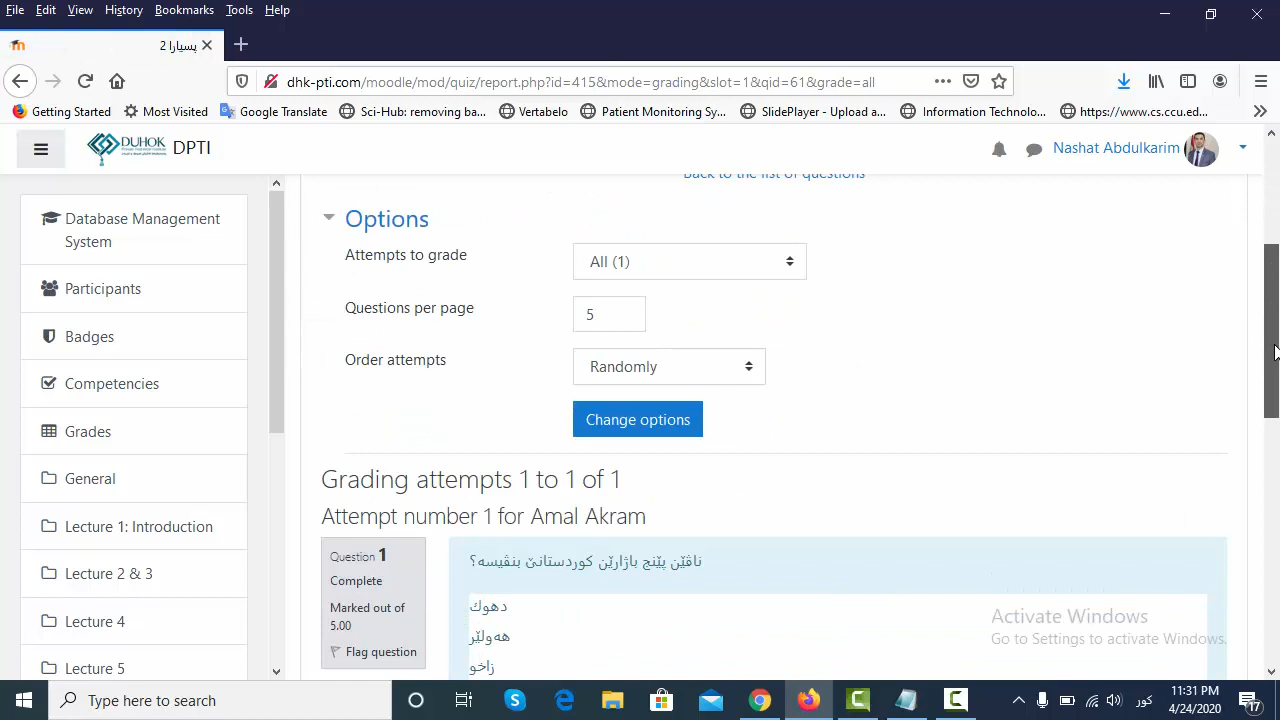 File Edit View History Bookmarks Tools Help
پسیارا 2
dhk-pti.com/moodle/mod/quiz/report.php?id=415&mode=grading&slot=1&qid=61&grade=all
Getting Started Most Visited Google Translate Sci-Hub: removing ba... Vertabelo Patient Monitoring Sy... SlidePlayer - Upload a... Information Technolo... https://www.cs.ccu.ed...
DUHOK DPTI Nashat Abdulkarim
Back to the list of questions
Database Management
System
Participants
Badges
Competencies
Grades
General
Lecture 1: Introduction
Lecture 2 & 3
Lecture 4
Lecture 5
Options
Attempts to grade All (1)
Questions per page 5
Order attempts Randomly
Change options
Grading attempts 1 to 1 of 1
Attempt number 1 for Amal Akram
Question 1
Complete
Marked out of
5.00
Flag question
ناڤێن پێنج باژارێن کوردستانێ بنڤیسه؟
دهوك
هەولێر
زاخو
Activate Windows
Go to Settings to activate Windows.
Type here to search
كور
11:31 PM
4/24/2020
17